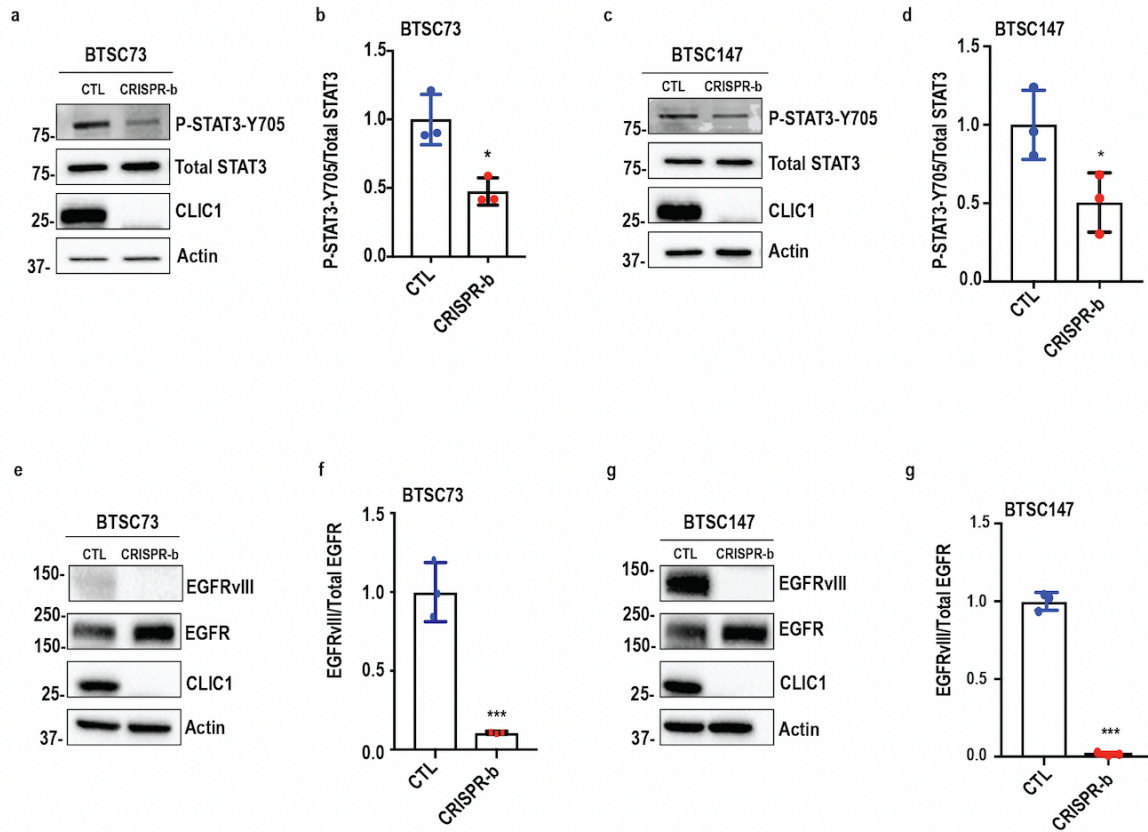 a
BTSC73
CTL CRISPR-b
P-STAT3-Y705
75-
Total STAT3
75-
CLIC1
25-
Actin
37-
b
BTSC73
P-STAT3-Y705/Total STAT3
1.5
1.0
0.5
0.0
*
CTL
CRISPR-b
c
BTSC147
CTL CRISPR-b
P-STAT3-Y705
75-
Total STAT3
75-
CLIC1
25-
Actin
37-
d
BTSC147
P-STAT3-Y705/Total STAT3
1.5
1.0
0.5
0.0
*
CTL
CRISPR-b
e
BTSC73
CTL CRISPR-b
150-
EGFRvIII
250-
EGFR
150-
CLIC1
25-
Actin
37-
f
BTSC73
EGFRvIII/Total EGFR
1.5
1.0
0.5
0.0
***
CTL
CRISPR-b
g
BTSC147
CTL CRISPR-b
150-
EGFRvIII
250-
EGFR
150-
CLIC1
25-
Actin
37-
g
BTSC147
EGFRvIII/Total EGFR
1.5
1.0
0.5
0.0
***
CTL
CRISPR-b